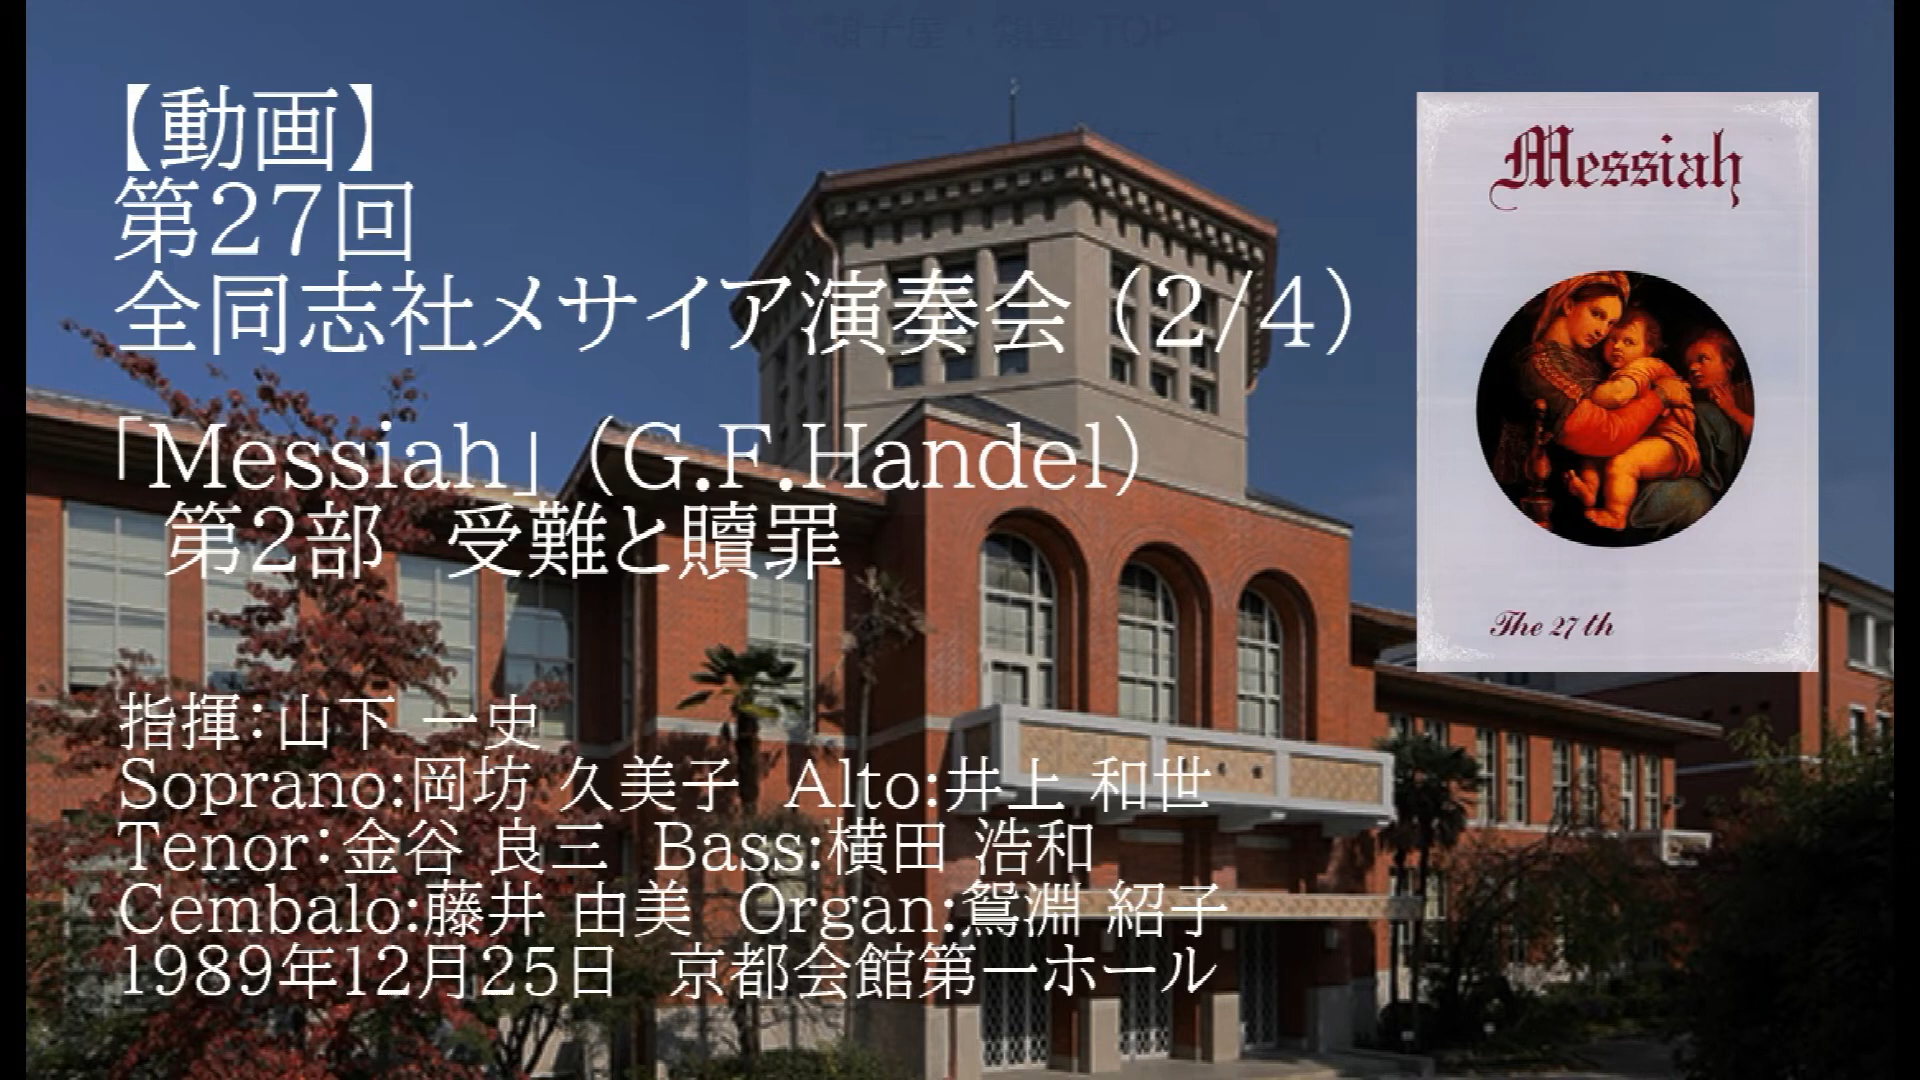 【動画】
第27回
全同志社メサイア演奏会（2/4）
「Messiah」（G.F.Handel）
第2部　受難と贖罪
指揮：山下 一史
Soprano:岡坊 久美子　Alto:井上 和世
Tenor：金谷 良三　Bass:横田 浩和
Cembalo:藤井 由美　Organ:鴛淵 紹子
1989年12月25日　京都会館第一ホール
Messiah
The 27 th